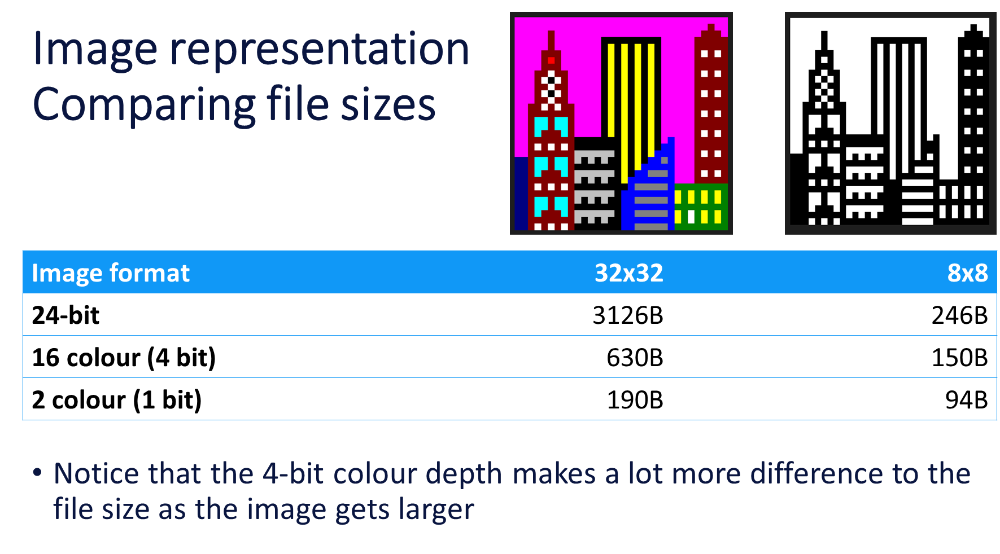 Image representation
Comparing file sizes
Image format 32x32 8x8
24-bit 3126B 246B
16 colour (4 bit) 630B 150B
2 colour (1 bit) 190B 94B
• Notice that the 4-bit colour depth makes a lot more difference to the
file size as the image gets larger